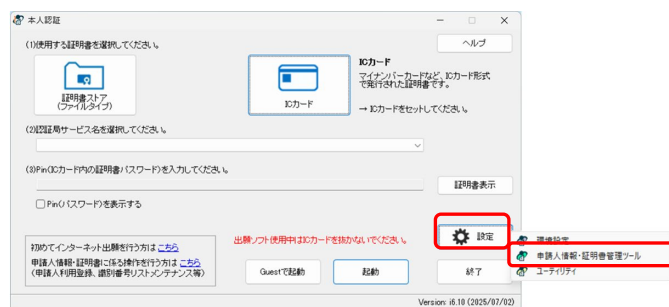 本人認証
(1)使用する証明書を選択してください。
ヘルプ
証明書ストア
(ファイルタイプ)
ICカード
ICカード
マイナンバーカードなど、ICカード形式
で発行された証明書です。
→ ICカードをセットしてください。
(2)認証局サービス名を選択してください。
(3)Pin(ICカード内の証明書パスワード)を入力してください。
証明書表示
Pin(パスワード)を表示する
出願ソフト使用中はICカードを抜かないでください。
設定
環境設定
申請人情報・証明書管理ツール
ユーティリティ
初めてインターネット出願を行う方は こちら
申請人情報・証明書に係る操作を行う方は こちら
(申請人利用登録、識別番号リストメンテナンス等)
Guestで起動
起動
終了
Version: i6.10 (2025/07/02)